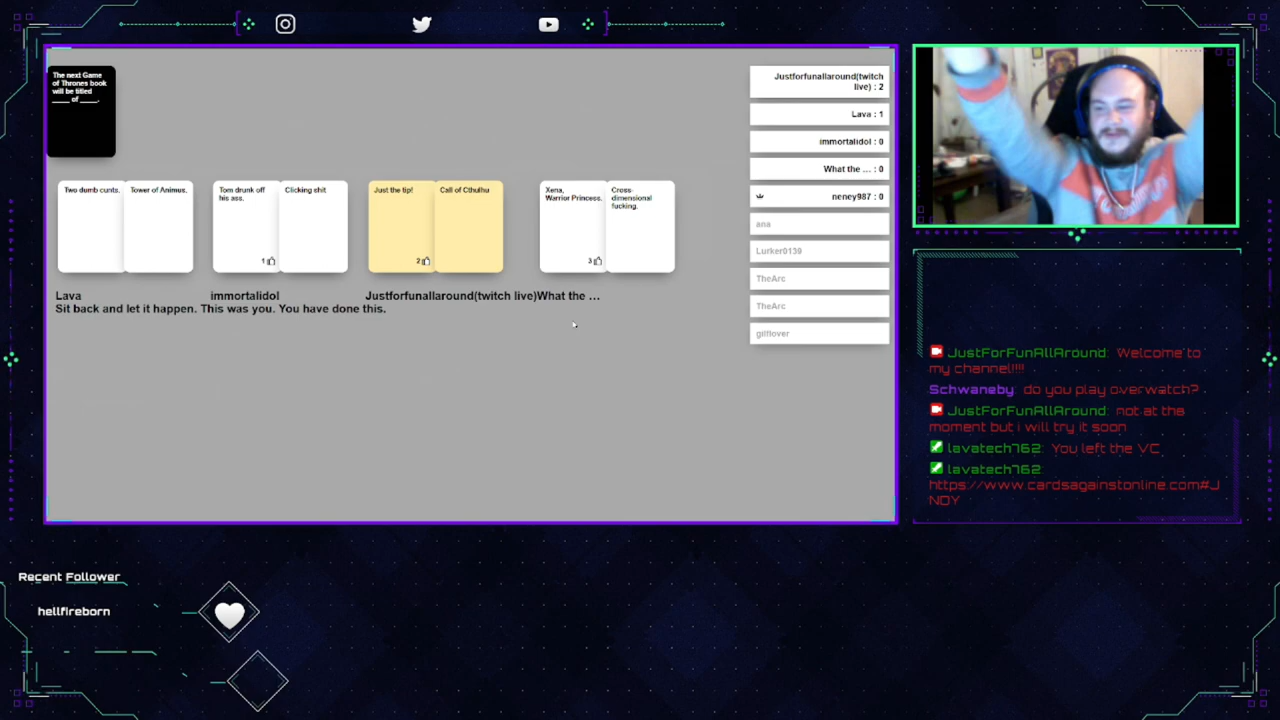 The next Game
of Thrones book
will be titled
____ of ____.
Two dumb cunts.
Tower of Animus.
Tom drunk off
his ass.
1
Clicking shit
Just the tip!
2
Call of Cthulhu
Xena,
Warrior Princess.
3
Cross-
dimensional
fucking.
Lava
immortalidol
Justforfunallaround(twitch live)What the ...
Sit back and let it happen. This was you. You have done this.
Justforfunallaround(twitch
live) : 2
Lava : 1
immortalidol : 0
What the ... : 0
neney987 : 0
ana
Lurker0139
TheArc
TheArc
gilflover
JustForFunAllAround: Welcome to
my channel!!!!
Schwaneby: do you play overwatch?
JustForFunAllAround: not at the
moment but i will try it soon
lavatech762: You left the VC
lavatech762:
https://www.cardsagainstonline.com#J
NDY
Recent Follower
hellfireborn